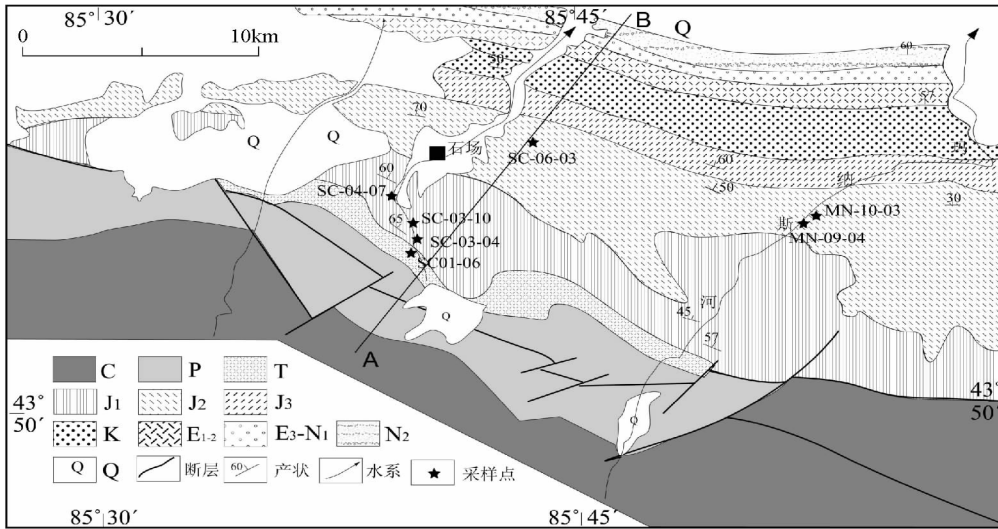 85°30′ 85°45′
0 10km
B
Q
60
50
57
70
Q
Q
石场
SC-06-03
玛
60
60
纳
SC-04-07
50
30
65
SC-03-10
斯
MN-10-03
SC-03-04
MN-09-04
SC01-06
河
Q
45
57
A
C P T
43°
50′
J1 J2 J3
43°
50′
K E1-2 E3-N1 N2
Q
Q Q 断层 60 产状 水系 采样点
85°30′ 85°45′